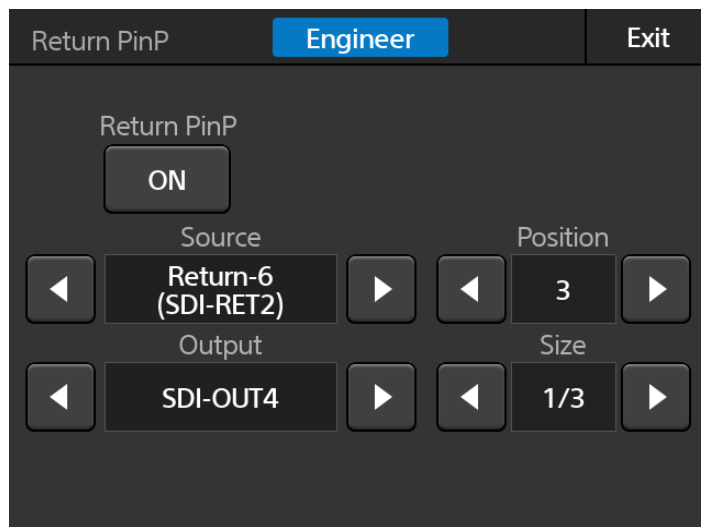 Return PinP
Engineer
Exit
Return PinP
ON
Source
Position
Return-6
(SDI-RET2)
3
Output
Size
SDI-OUT4
1/3